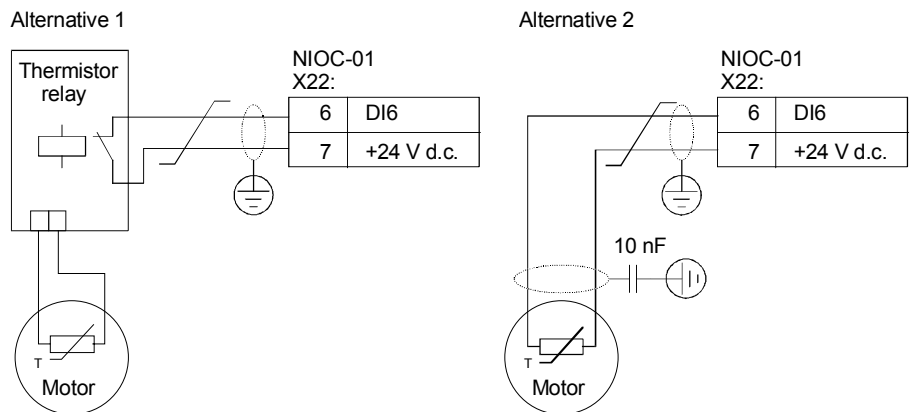 Alternative 1
Thermistor
relay
NIOC-01
X22:
6 DI6
7 +24 V d.c.
T
Motor
Alternative 2
NIOC-01
X22:
6 DI6
7 +24 V d.c.
10 nF
T
Motor